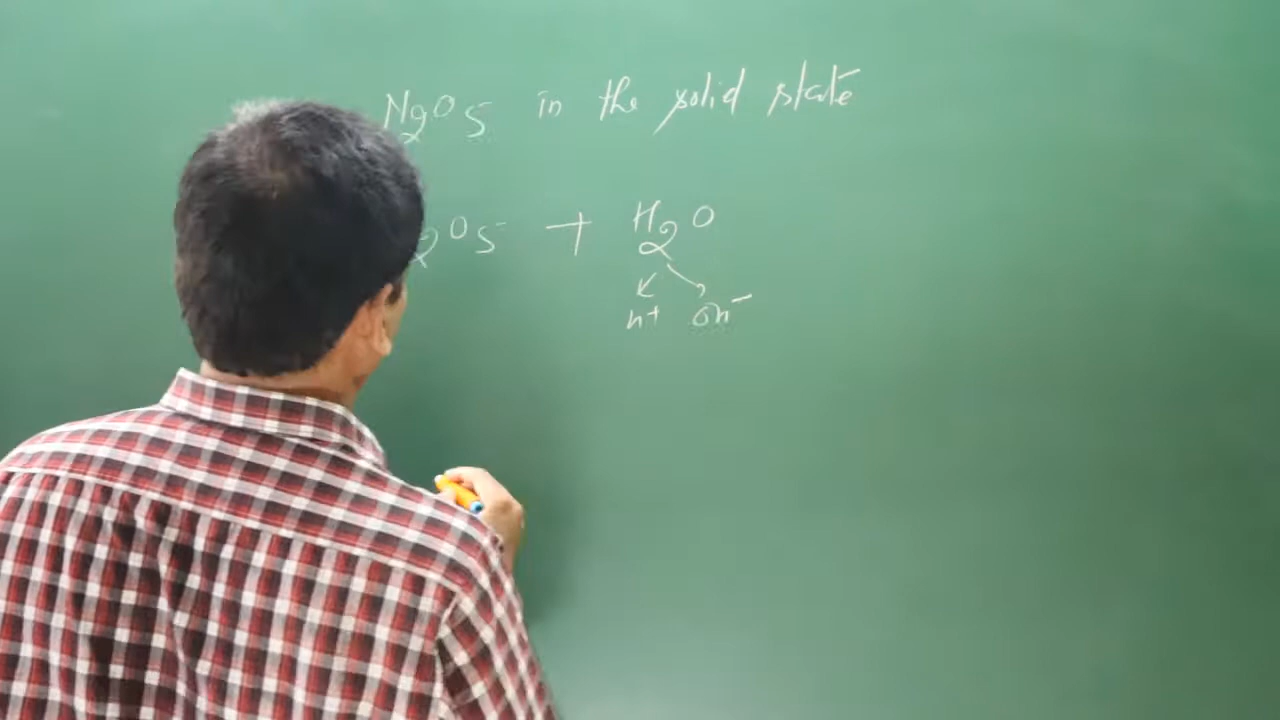 N2O5 in the solid state
2O5 + H2O
H+ OH-